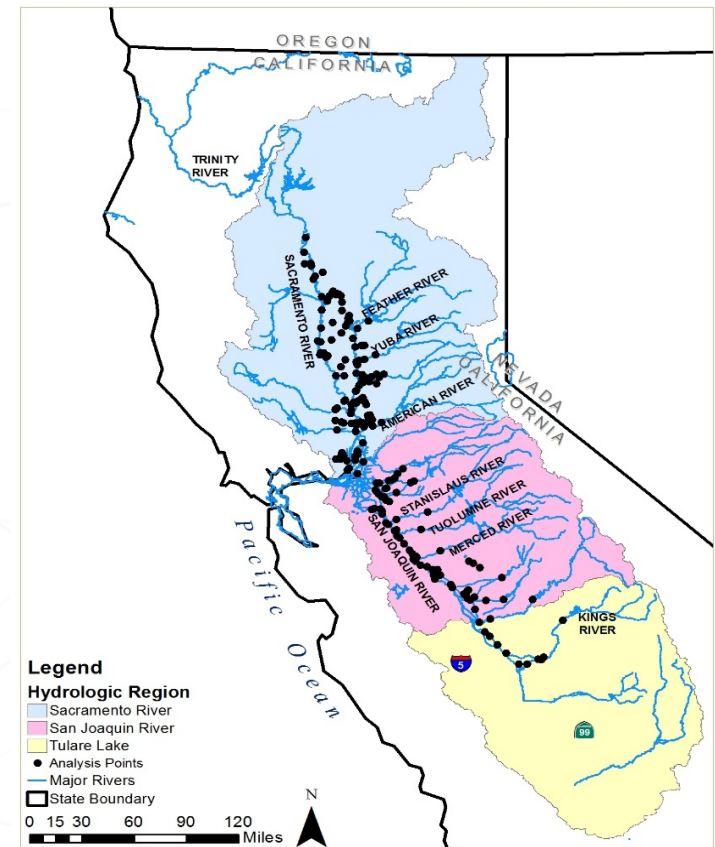 OREGON
CALIFORNIA
TRINITY
RIVER
SACRAMENTO RIVER
FEATHER RIVER
YUBA RIVER
AMERICAN RIVER
NEVADA
CALIFORNIA
STANISLAUS RIVER
TUOLUMNE RIVER
MERCED RIVER
SAN JOAQUIN RIVER
KINGS
RIVER
Pacific Ocean
5
99
Legend
Hydrologic Region
Sacramento River
San Joaquin River
Tulare Lake
Analysis Points
Major Rivers
State Boundary
0 15 30 60 90 120
Miles
N